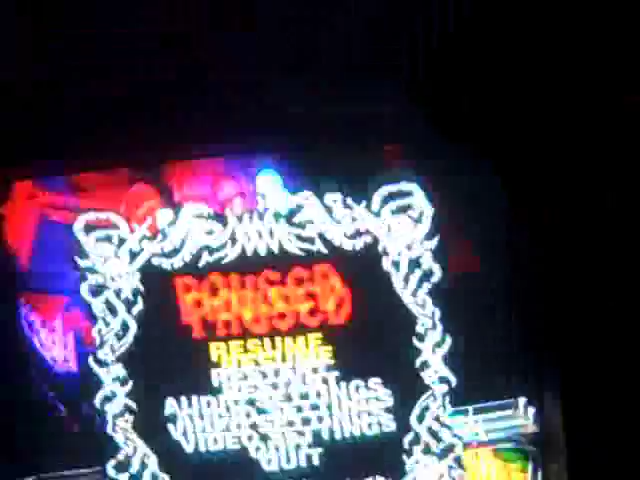 PAUSED
RESUME
RESTART
AUDIO SETTINGS
VIDEO SETTINGS
QUIT